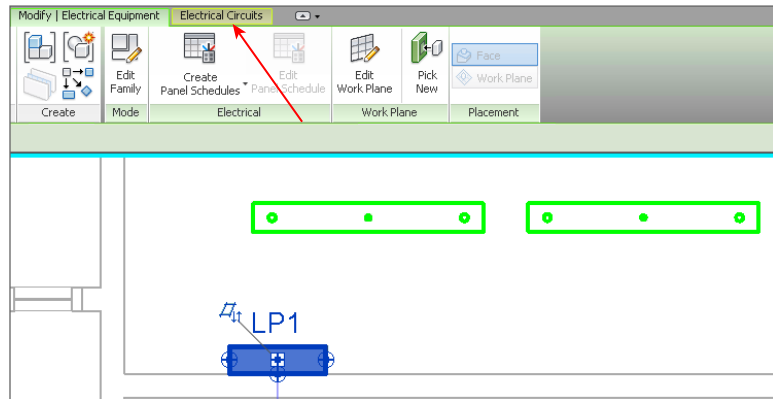 Modify | Electrical Equipment
Electrical Circuits
Edit
Family
Create
Panel Schedules
Edit
Panel Schedule
Edit
Work Plane
Pick
New
Face
Work Plane
Create
Mode
Electrical
Work Plane
Placement
LP1